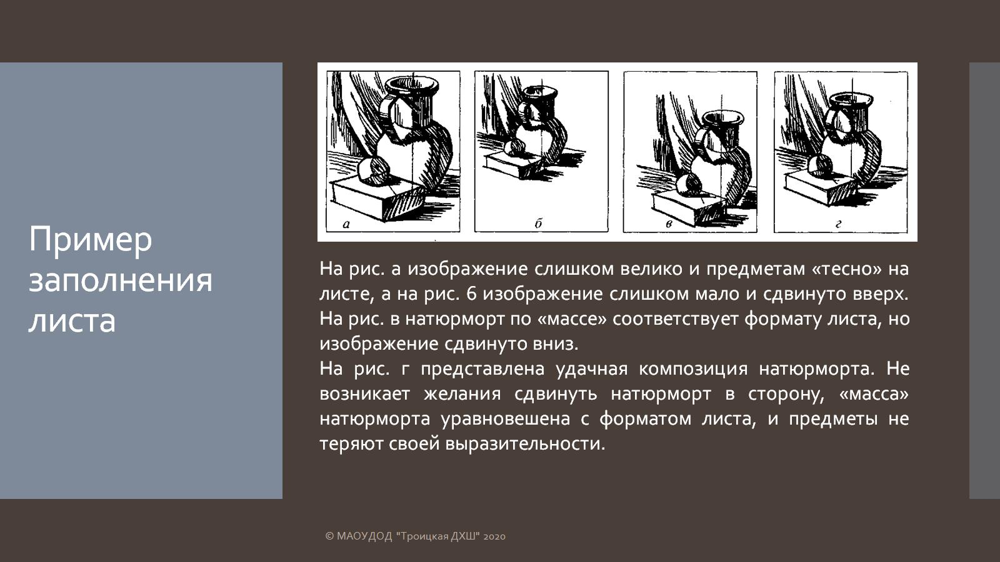 Пример
заполнения
листа
а
б
в
г
На рис. а изображение слишком велико и предметам «тесно» на
листе, а на рис. 6 изображение слишком мало и сдвинуто вверх.
На рис. в натюрморт по «массе» соответствует формату листа, но
изображение сдвинуто вниз.
На рис. г представлена удачная композиция натюрморта. Не
возникает желания сдвинуть натюрморт в сторону, «масса»
натюрморта уравновешена с форматом листа, и предметы не
теряют своей выразительности.
© МАОУДОД "Троицкая ДХШ" 2020